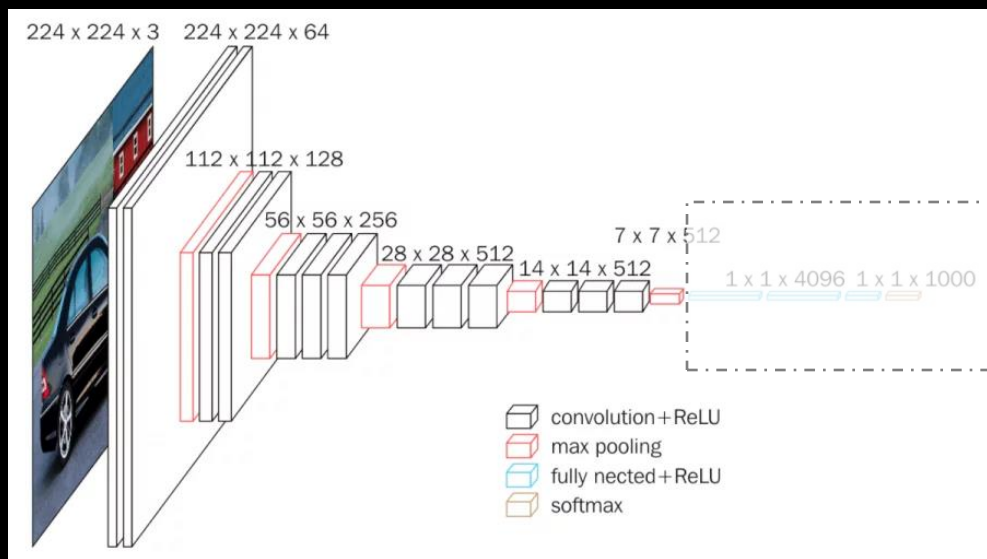 224 x 224 x 3
224 x 224 x 64
112 x 112 x 128
56 x 56 x 256
28 x 28 x 512
14 x 14 x 512
7 x 7 x 512
1 x 1 x 4096
1 x 1 x 1000
convolution+ReLU
max pooling
fully nected+ReLU
softmax